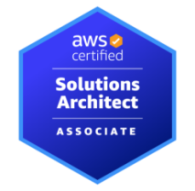 aws
certified
Solutions
Architect
ASSOCIATE